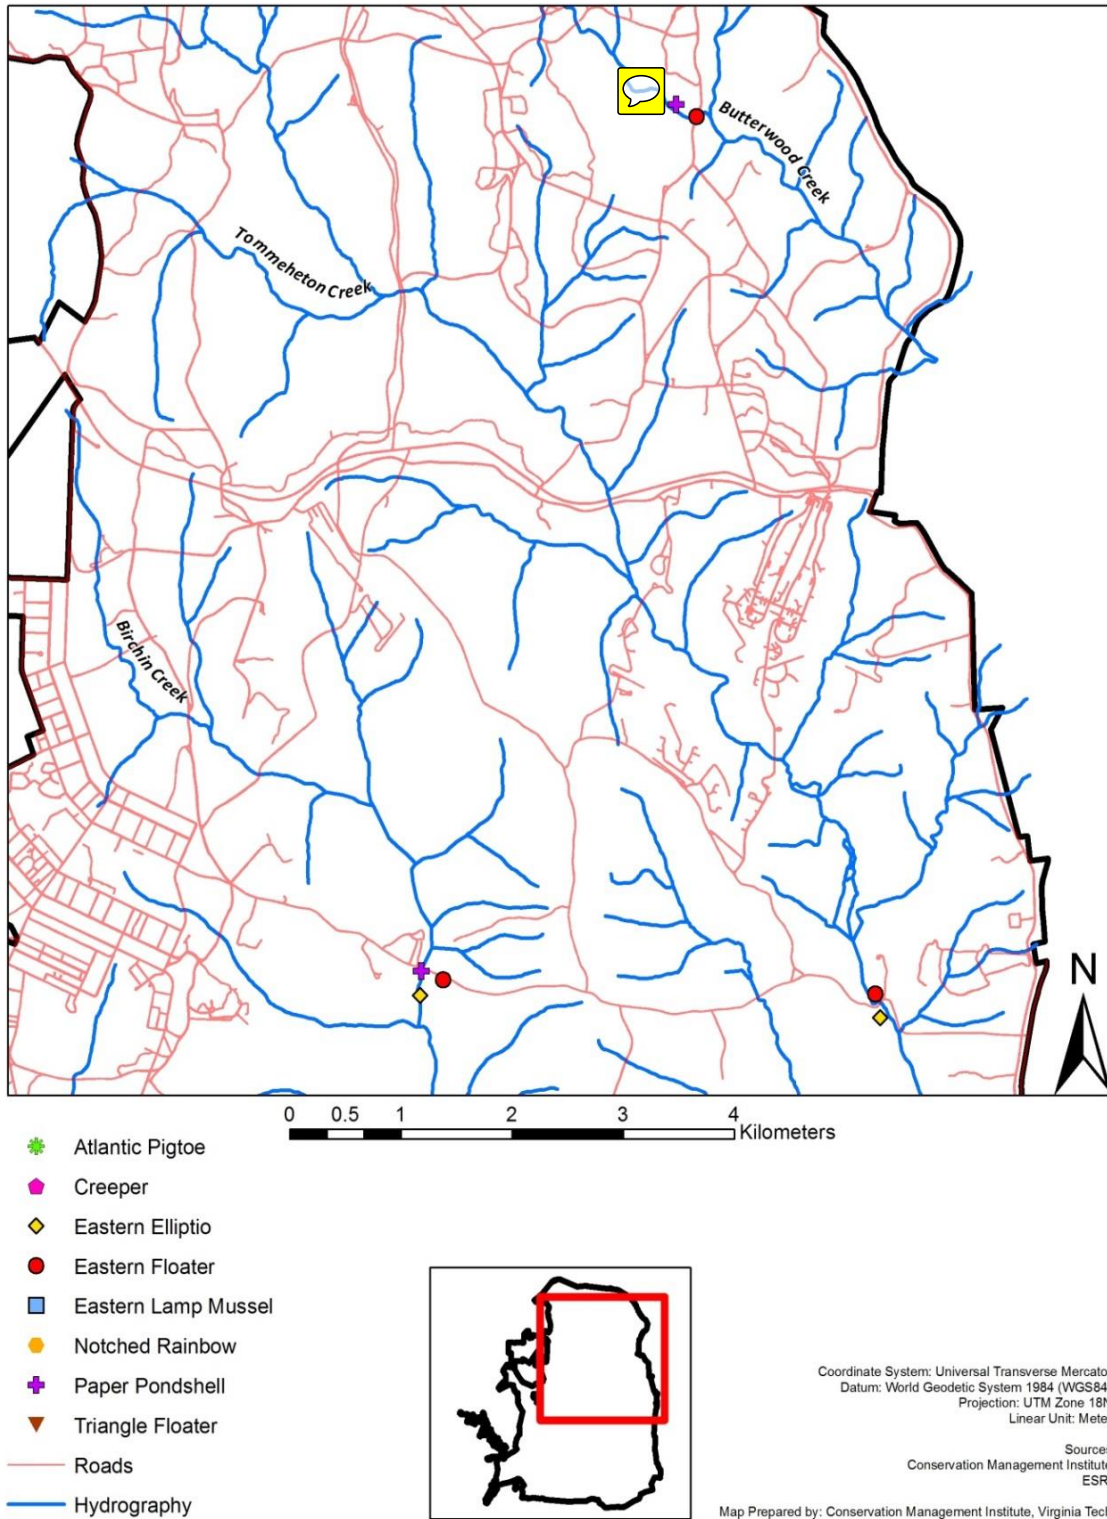 Butterwood Creek
Tommeheton Creek
Birchin Creek
N
0 0.5 1 2 3 4
Kilometers
Atlantic Pigtoe
Creeper
Eastern Elliptio
Eastern Floater
Eastern Lamp Mussel
Notched Rainbow
Paper Pondshell
Triangle Floater
Roads
Hydrography
Coordinate System: Universal Transverse Mercato
Datum: World Geodetic System 1984 (WGS84
Projection: UTM Zone 18N
Linear Unit: Mete
Sources
Conservation Management Institute
ESR
Map Prepared by: Conservation Management Institute, Virginia Tech